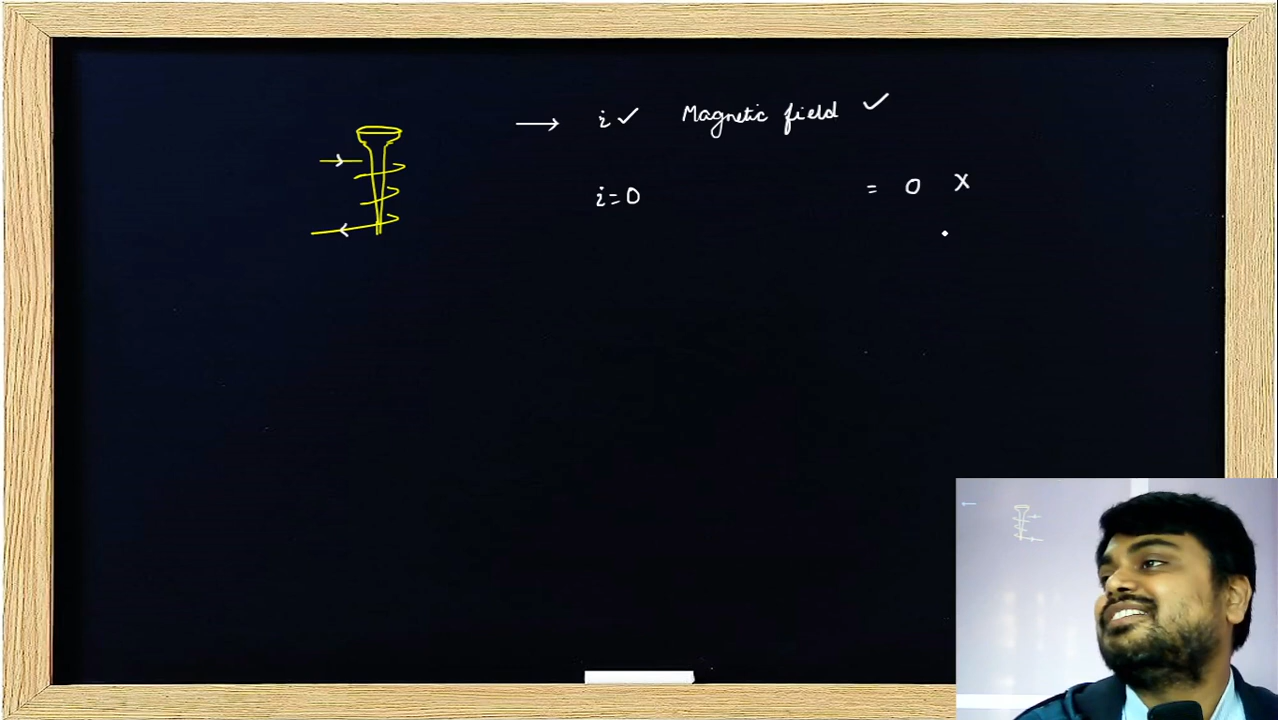 → i ✓ Magnetic field ✓
i = 0 = 0 X